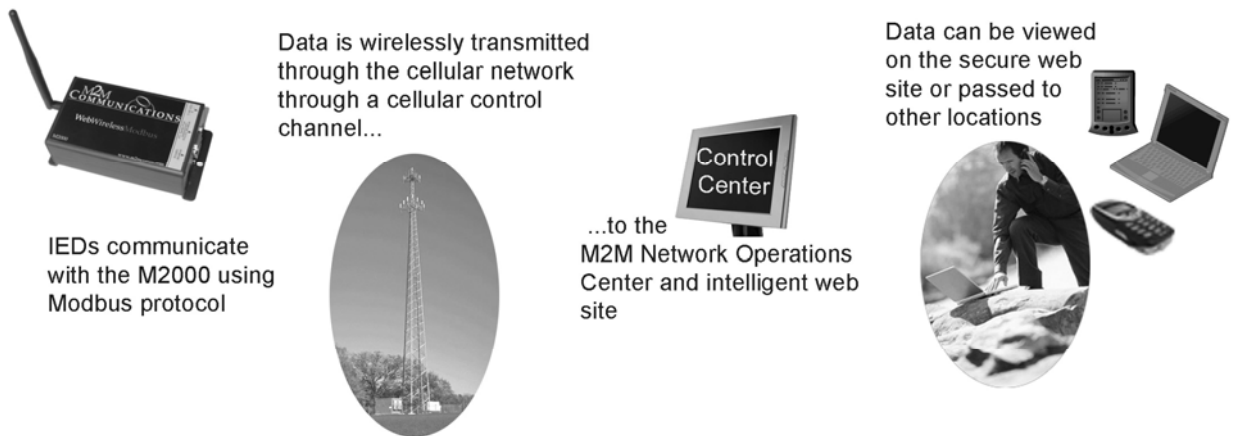 M2M
COMMUNICATIONS
WebWirelessModbus
IEDs communicate
with the M2000 using
Modbus protocol
Data is wirelessly transmitted
through the cellular network
through a cellular control
channel...
Control
Center
...to the
M2M Network Operations
Center and intelligent web
site
Data can be viewed
on the secure web
site or passed to
other locations